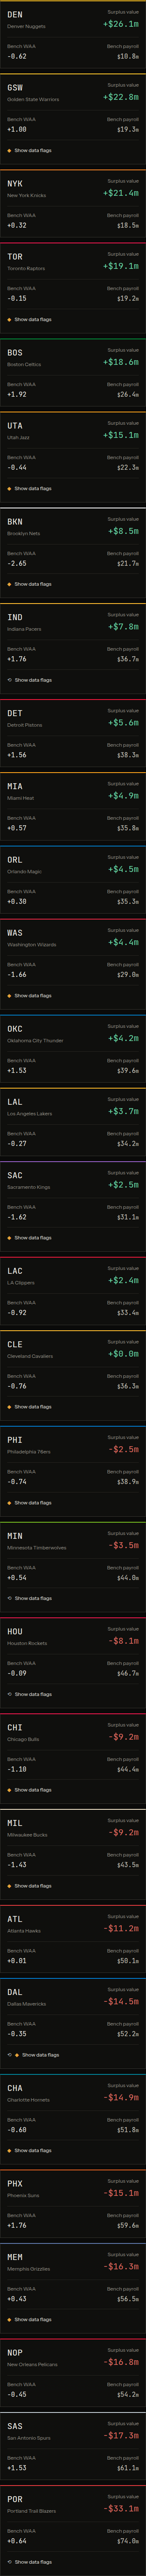 DEN
Surplus value
Denver Nuggets
+$26.1m
Bench WAA
Bench payroll
-0.62
$10.8m
GSW
Surplus value
Golden State Warriors
+$22.8m
Bench WAA
Bench payroll
+1.00
$19.3m
Show data flags
NYK
Surplus value
New York Knicks
+$21.4m
Bench WAA
Bench payroll
+0.32
$18.5m
TOR
Surplus value
Toronto Raptors
+$19.1m
Bench WAA
Bench payroll
-0.15
$19.2m
Show data flags
BOS
Surplus value
Boston Celtics
+$18.6m
Bench WAA
Bench payroll
+1.92
$26.4m
UTA
Surplus value
Utah Jazz
+$15.1m
Bench WAA
Bench payroll
-0.44
$22.3m
Show data flags
BKN
Surplus value
Brooklyn Nets
+$8.5m
Bench WAA
Bench payroll
-2.65
$21.7m
Show data flags
IND
Surplus value
Indiana Pacers
+$7.8m
Bench WAA
Bench payroll
+1.76
$36.7m
Show data flags
DET
Surplus value
Detroit Pistons
+$5.6m
Bench WAA
Bench payroll
+1.56
$38.3m
MIA
Surplus value
Miami Heat
+$4.9m
Bench WAA
Bench payroll
+0.57
$35.8m
ORL
Surplus value
Orlando Magic
+$4.5m
Bench WAA
Bench payroll
+0.30
$35.3m
WAS
Surplus value
Washington Wizards
+$4.4m
Bench WAA
Bench payroll
-1.66
$29.0m
Show data flags
OKC
Surplus value
Oklahoma City Thunder
+$4.2m
Bench WAA
Bench payroll
+1.53
$39.6m
LAL
Surplus value
Los Angeles Lakers
+$3.7m
Bench WAA
Bench payroll
-0.27
$34.2m
SAC
Surplus value
Sacramento Kings
+$2.5m
Bench WAA
Bench payroll
-1.62
$31.1m
Show data flags
LAC
Surplus value
LA Clippers
+$2.4m
Bench WAA
Bench payroll
-0.92
$33.4m
CLE
Surplus value
Cleveland Cavaliers
+$0.0m
Bench WAA
Bench payroll
-0.76
$36.3m
Show data flags
PHI
Surplus value
Philadelphia 76ers
-$2.5m
Bench WAA
Bench payroll
-0.74
$38.9m
Show data flags
MIN
Surplus value
Minnesota Timberwolves
-$3.5m
Bench WAA
Bench payroll
+0.54
$44.0m
Show data flags
HOU
Surplus value
Houston Rockets
-$8.1m
Bench WAA
Bench payroll
-0.09
$46.7m
Show data flags
CHI
Surplus value
Chicago Bulls
-$9.2m
Bench WAA
Bench payroll
-1.10
$44.4m
Show data flags
MIL
Surplus value
Milwaukee Bucks
-$9.2m
Bench WAA
Bench payroll
-1.43
$43.5m
Show data flags
ATL
Surplus value
Atlanta Hawks
-$11.2m
Bench WAA
Bench payroll
+0.01
$50.1m
DAL
Surplus value
Dallas Mavericks
-$14.5m
Bench WAA
Bench payroll
-0.35
$52.2m
Show data flags
CHA
Surplus value
Charlotte Hornets
-$14.9m
Bench WAA
Bench payroll
-0.60
$51.8m
Show data flags
PHX
Surplus value
Phoenix Suns
-$15.1m
Bench WAA
Bench payroll
+1.76
$59.6m
MEM
Surplus value
Memphis Grizzlies
-$16.3m
Bench WAA
Bench payroll
+0.43
$56.5m
Show data flags
NOP
Surplus value
New Orleans Pelicans
-$16.8m
Bench WAA
Bench payroll
-0.45
$54.2m
SAS
Surplus value
San Antonio Spurs
-$17.3m
Bench WAA
Bench payroll
+1.53
$61.1m
POR
Surplus value
Portland Trail Blazers
-$33.1m
Bench WAA
Bench payroll
+0.64
$74.0m
Show data flags